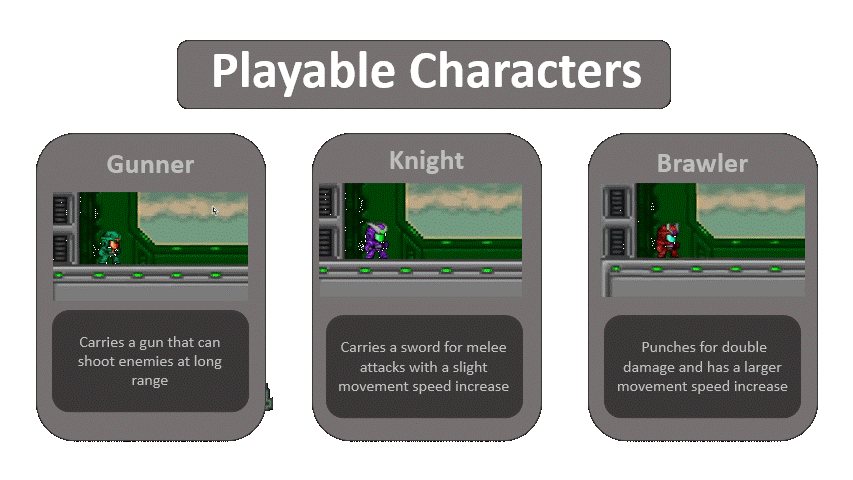 Playable Characters
Gunner
Carries a gun that can
shoot enemies at long
range
Knight
Carries a sword for melee
attacks with a slight
movement speed increase
Brawler
Punches for double
damage and has a larger
movement speed increase